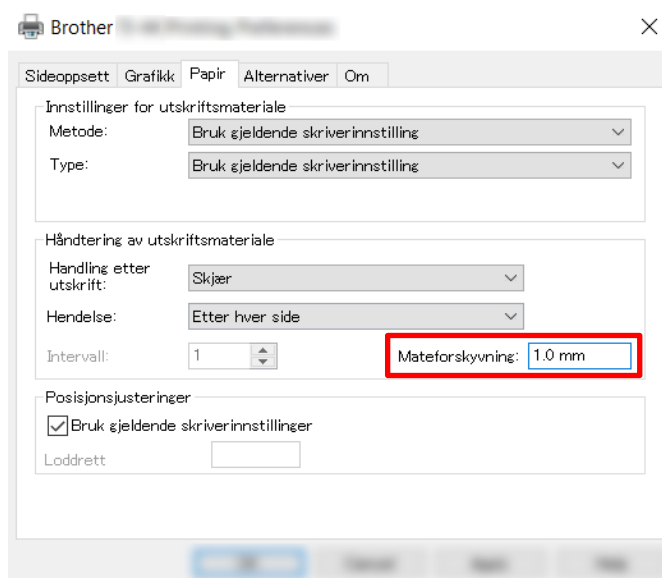 Brother
Sideoppsett Grafikk Papir Alternativer Om
Innstillinger for utskriftsmateriale
Metode: Bruk gjeldende skriverinnstilling
Type: Bruk gjeldende skriverinnstilling
Håndtering av utskriftsmateriale
Handling etter
utskrift: Skjær
Hendelse: Etter hver side
Intervall: 1 Mateforskyvning: 1.0 mm
Posisjonsjusteringer
Bruk gjeldende skriverinnstillinger
Loddrett